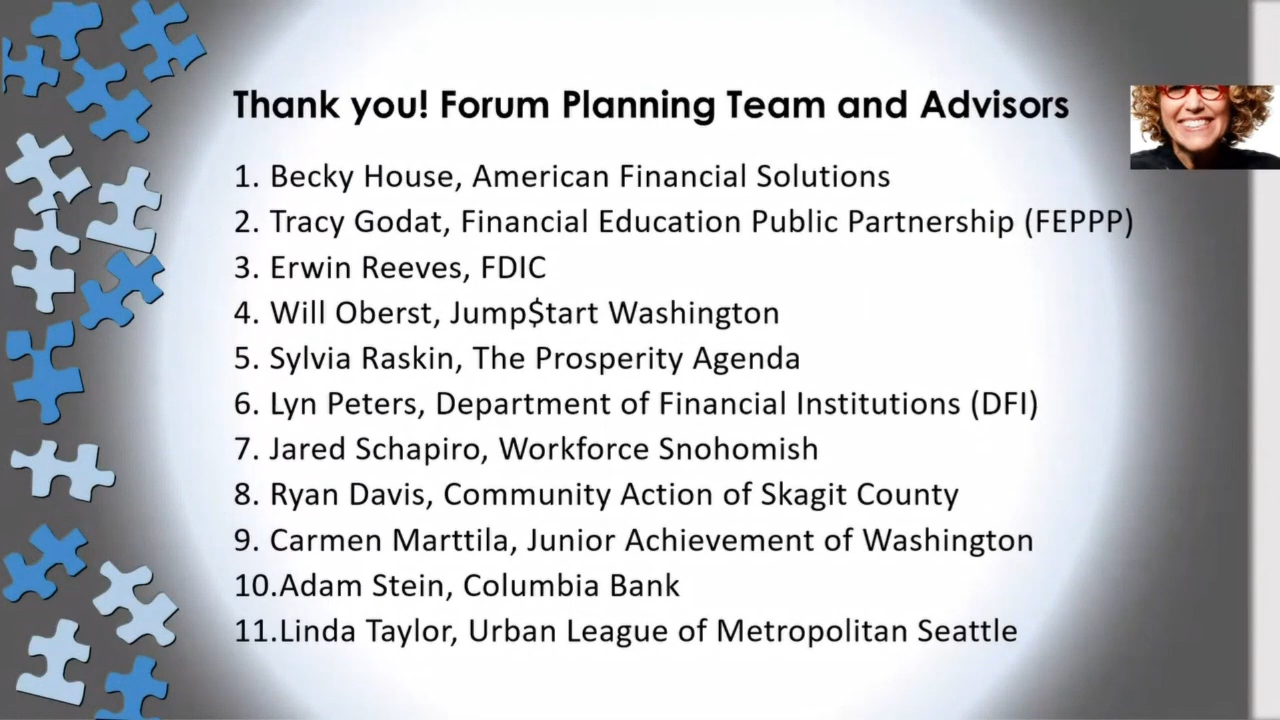 Thank you! Forum Planning Team and Advisors
1. Becky House, American Financial Solutions
2. Tracy Godat, Financial Education Public Partnership (FEPPP)
3. Erwin Reeves, FDIC
4. Will Oberst, Jump$tart Washington
5. Sylvia Raskin, The Prosperity Agenda
6. Lyn Peters, Department of Financial Institutions (DFI)
7. Jared Schapiro, Workforce Snohomish
8. Ryan Davis, Community Action of Skagit County
9. Carmen Marttila, Junior Achievement of Washington
10.Adam Stein, Columbia Bank
11.Linda Taylor, Urban League of Metropolitan Seattle